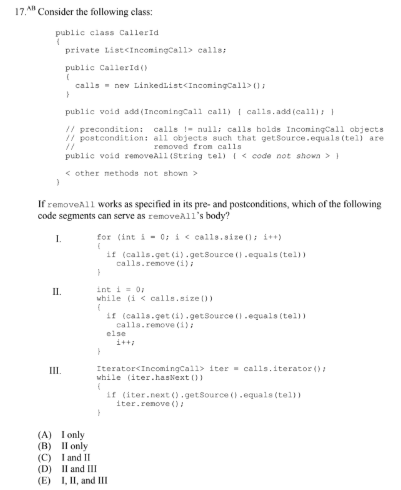 17.AB Consider the following class:
public class CallerId
{
private List<IncomingCall> calls;
public CallerId()
{
calls = new LinkedList<IncomingCall>();
}
public void add(IncomingCall call) { calls.add(call); }
// precondition: calls != null; calls holds IncomingCall objects
// postcondition: all objects such that getSource.equals(tel) are
// removed from calls
public void removeAll(String tel) { < code not shown > }
< other methods not shown >
}
If removeAll works as specified in its pre- and postconditions, which of the following
code segments can serve as removeAll's body?
I. for (int i = 0; i < calls.size(); i++)
{
if (calls.get(i).getSource().equals(tel))
calls.remove(i);
}
II. int i = 0;
while (i < calls.size())
{
if (calls.get(i).getSource().equals(tel))
calls.remove(i);
else
i++;
}
III. Iterator<IncomingCall> iter = calls.iterator();
while (iter.hasNext())
{
if (iter.next().getSource().equals(tel))
iter.remove();
}
(A) I only
(B) II only
(C) I and II
(D) II and III
(E) I, II, and III